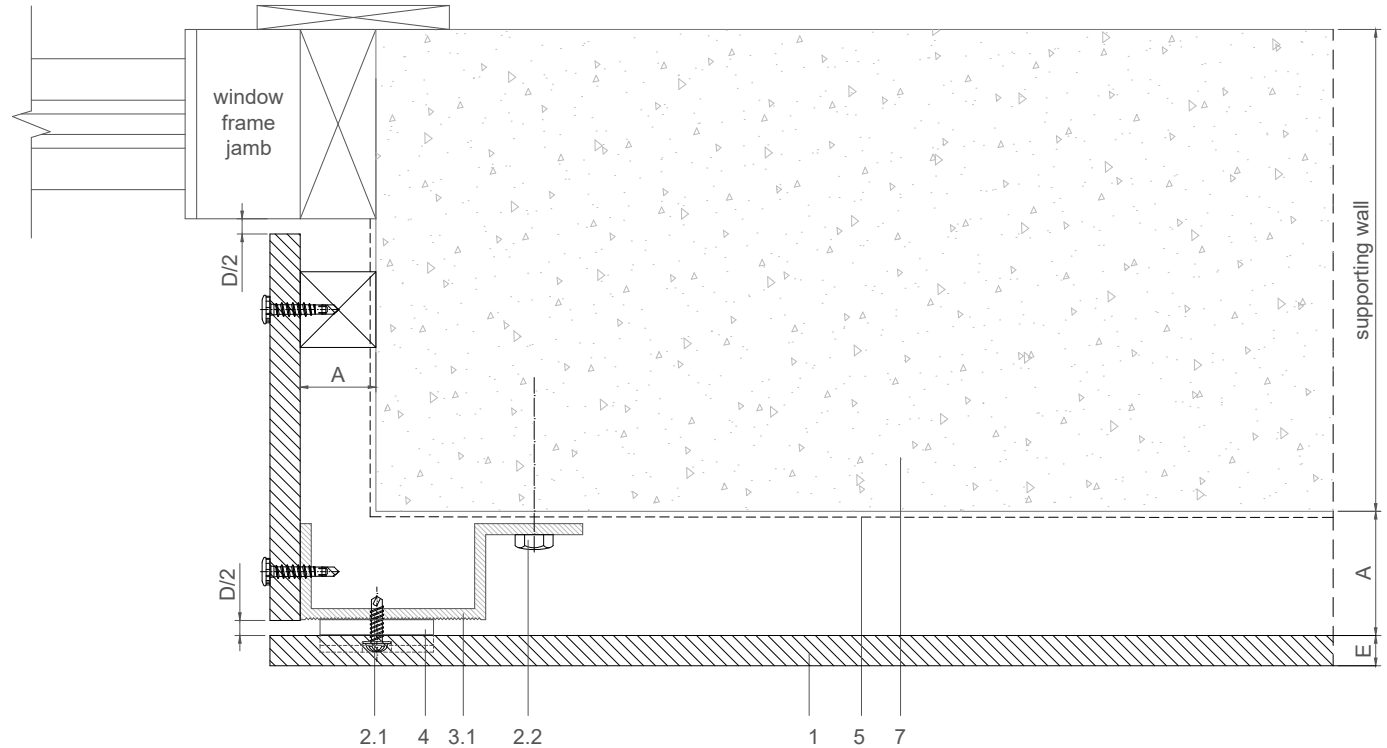 window
frame
jamb
D/2
supporting wall
A
D/2
A
E
2.1 4 3.1 2.2 1 5 7